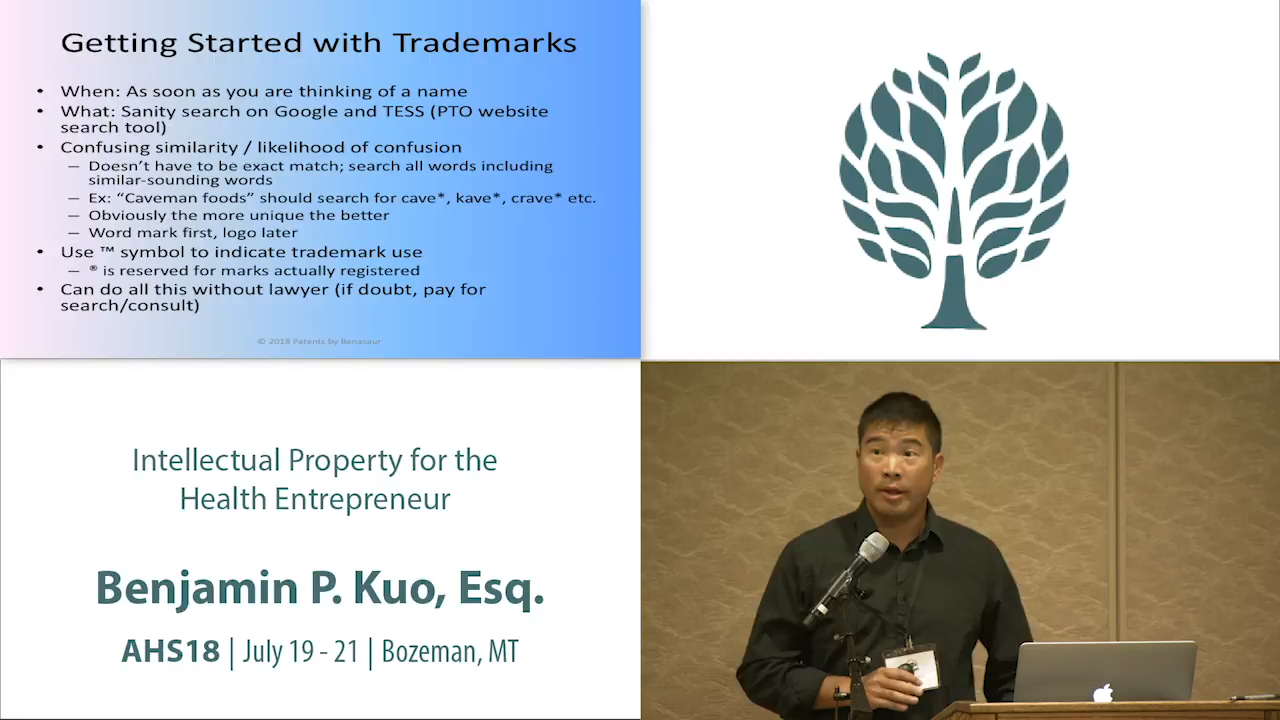 Getting Started with Trademarks
• When: As soon as you are thinking of a name
• What: Sanity search on Google and TESS (PTO website
search tool)
• Confusing similarity / likelihood of confusion
– Doesn't have to be exact match; search all words including
similar-sounding words
– Ex: “Caveman foods” should search for cave*, kave*, crave* etc.
– Obviously the more unique the better
– Word mark first, logo later
• Use ™ symbol to indicate trademark use
– ® is reserved for marks actually registered
• Can do all this without lawyer (if doubt, pay for
search/consult)
© 2018 Patents by Benasaur
Intellectual Property for the
Health Entrepreneur
Benjamin P. Kuo, Esq.
AHS18 | July 19 - 21 | Bozeman, MT